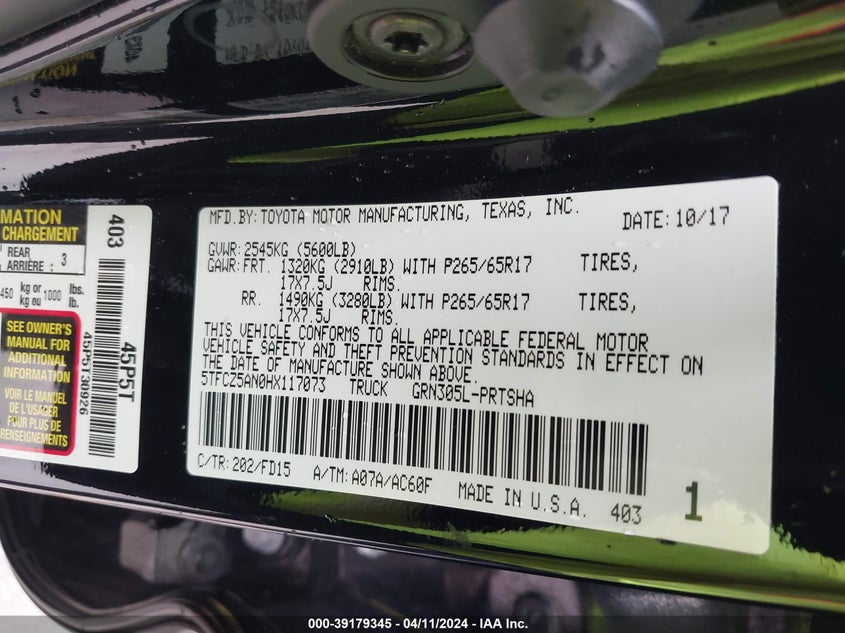 MFD.BY: TOYOTA MOTOR MANUFACTURING, TEXAS, INC. DATE: 10/17
GVWR: 2545KG (5600LB)
GAWR: FRT. 1320KG (2910LB) WITH P265/65R17 TIRES,
17X7.5J RIMS.
RR. 1490KG (3280LB) WITH P265/65R17 TIRES,
17X7.5J RIMS.
THIS VEHICLE CONFORMS TO ALL APPLICABLE FEDERAL MOTOR
VEHICLE SAFETY AND THEFT PREVENTION STANDARDS IN EFFECT ON
THE DATE OF MANUFACTURE SHOWN ABOVE.
5TFCZ5AN0HX117073 TRUCK GRN305L-PRTSHA
C/TR: 202/FD15 A/TM: A07A/AC60F MADE IN U.S.A. 403 1
MATION
CHARGEMENT
REAR
ARRIÈRE : 3
450 kg or 1000 lbs.
kg ou lb.
SEE OWNER'S
MANUAL FOR
ADDITIONAL
INFORMATION
VOIR MANUEL
DE L'USAGER
POUR PLUS DE
RENSEIGNEMENTS
403
45P5T
45P5T30926
000-39179345 - 04/11/2024 - IAA Inc.